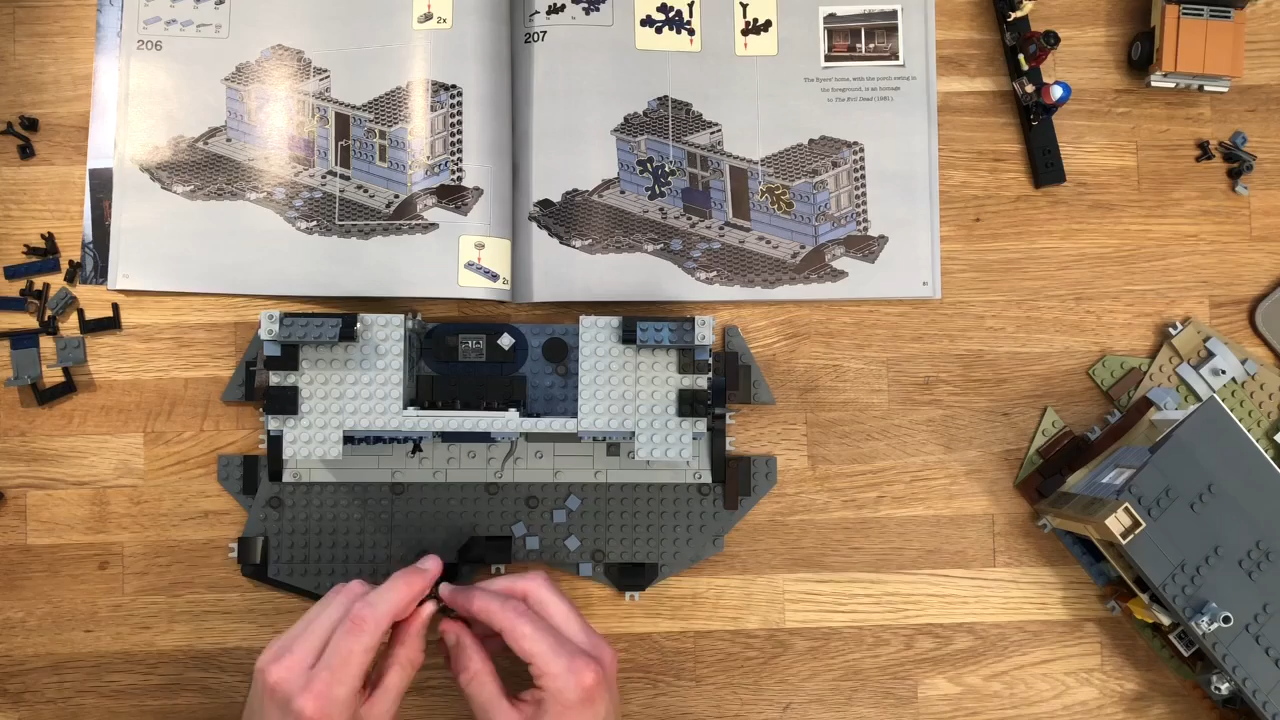 206
2x
2x
207
The Byers' home, with the porch swing in
the foreground, is an homage
to The Evil Dead (1981).
81